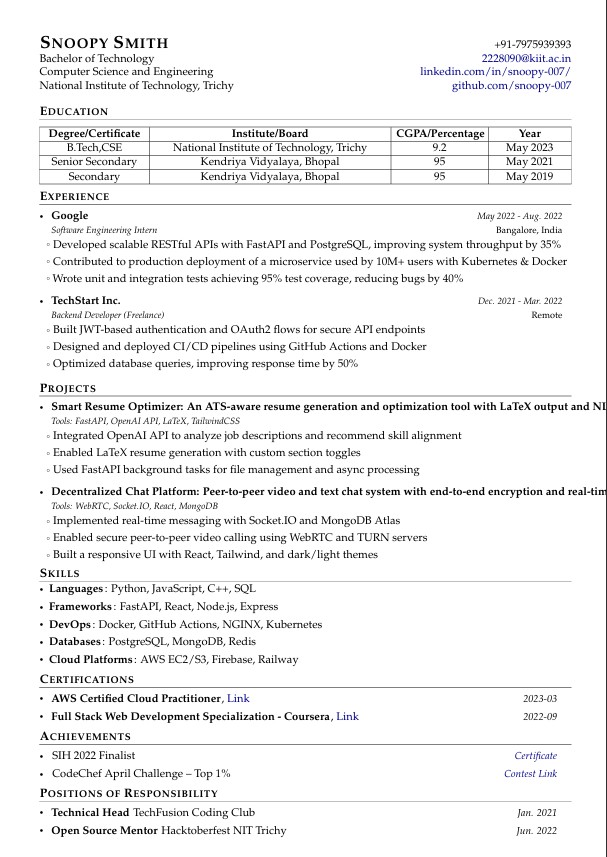 SNOOPY SMITH
+91-7975939393
Bachelor of Technology
2228090@kiit.ac.in
Computer Science and Engineering
linkedin.com/in/snoopy-007/
National Institute of Technology, Trichy
github.com/snoopy-007
EDUCATION
Degree/Certificate Institute/Board CGPA/Percentage Year
B.Tech,CSE National Institute of Technology, Trichy 9.2 May 2023
Senior Secondary Kendriya Vidyalaya, Bhopal 95 May 2021
Secondary Kendriya Vidyalaya, Bhopal 95 May 2019
EXPERIENCE
• Google May 2022 - Aug. 2022
Software Engineering Intern Bangalore, India
◦ Developed scalable RESTful APIs with FastAPI and PostgreSQL, improving system throughput by 35%
◦ Contributed to production deployment of a microservice used by 10M+ users with Kubernetes & Docker
◦ Wrote unit and integration tests achieving 95% test coverage, reducing bugs by 40%
• TechStart Inc. Dec. 2021 - Mar. 2022
Backend Developer (Freelance) Remote
◦ Built JWT-based authentication and OAuth2 flows for secure API endpoints
◦ Designed and deployed CI/CD pipelines using GitHub Actions and Docker
◦ Optimized database queries, improving response time by 50%
PROJECTS
• Smart Resume Optimizer: An ATS-aware resume generation and optimization tool with LaTeX output and
Tools: FastAPI, OpenAI API, LaTeX, TailwindCSS
◦ Integrated OpenAI API to analyze job descriptions and recommend skill alignment
◦ Enabled LaTeX resume generation with custom section toggles
◦ Used FastAPI background tasks for file management and async processing
• Decentralized Chat Platform: Peer-to-peer video and text chat system with end-to-end encryption and
Tools: WebRTC, Socket.IO, React, MongoDB
◦ Implemented real-time messaging with Socket.IO and MongoDB Atlas
◦ Enabled secure peer-to-peer video calling using WebRTC and TURN servers
◦ Built a responsive UI with React, Tailwind, and dark/light themes
SKILLS
• Languages: Python, JavaScript, C++, SQL
• Frameworks: FastAPI, React, Node.js, Express
• DevOps: Docker, GitHub Actions, NGINX, Kubernetes
• Databases: PostgreSQL, MongoDB, Redis
• Cloud Platforms: AWS EC2/S3, Firebase, Railway
CERTIFICATIONS
• AWS Certified Cloud Practitioner, Link 2023-03
• Full Stack Web Development Specialization - Coursera, Link 2022-09
ACHIEVEMENTS
• SIH 2022 Finalist Certificate
• CodeChef April Challenge – Top 1% Contest Link
POSITIONS OF RESPONSIBILITY
• Technical Head TechFusion Coding Club Jan. 2021
• Open Source Mentor Hacktoberfest NIT Trichy Jun. 2022